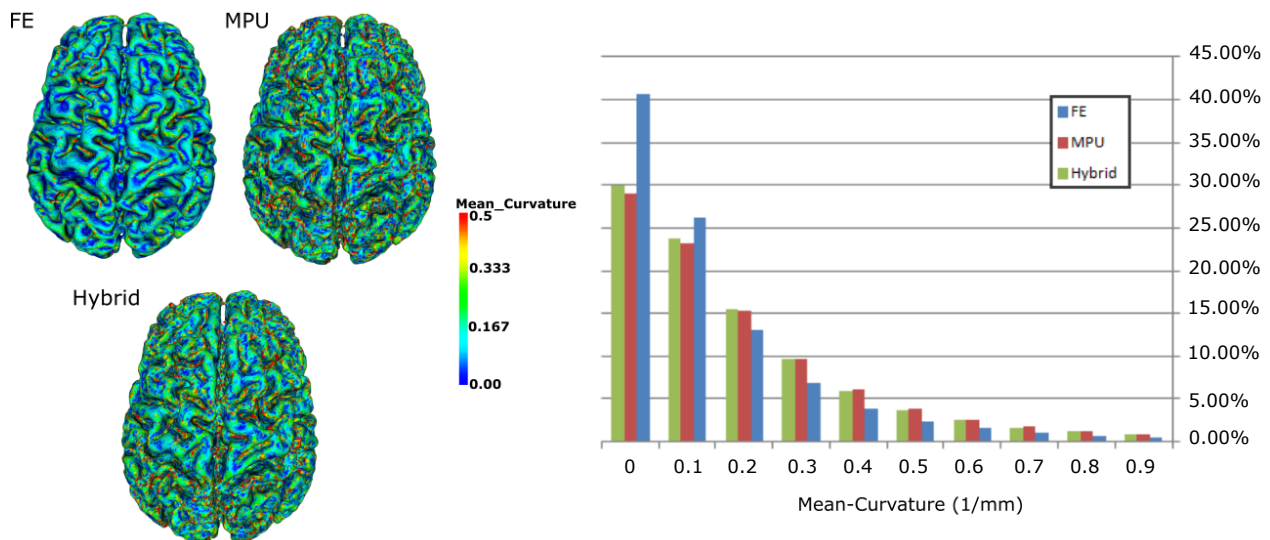 FE
MPU
Hybrid
Mean_Curvature
0.5
0.333
0.167
0.00
45.00%
40.00%
35.00%
30.00%
25.00%
20.00%
15.00%
10.00%
5.00%
0.00%
FE
MPU
Hybrid
0 0.1 0.2 0.3 0.4 0.5 0.6 0.7 0.8 0.9
Mean-Curvature (1/mm)